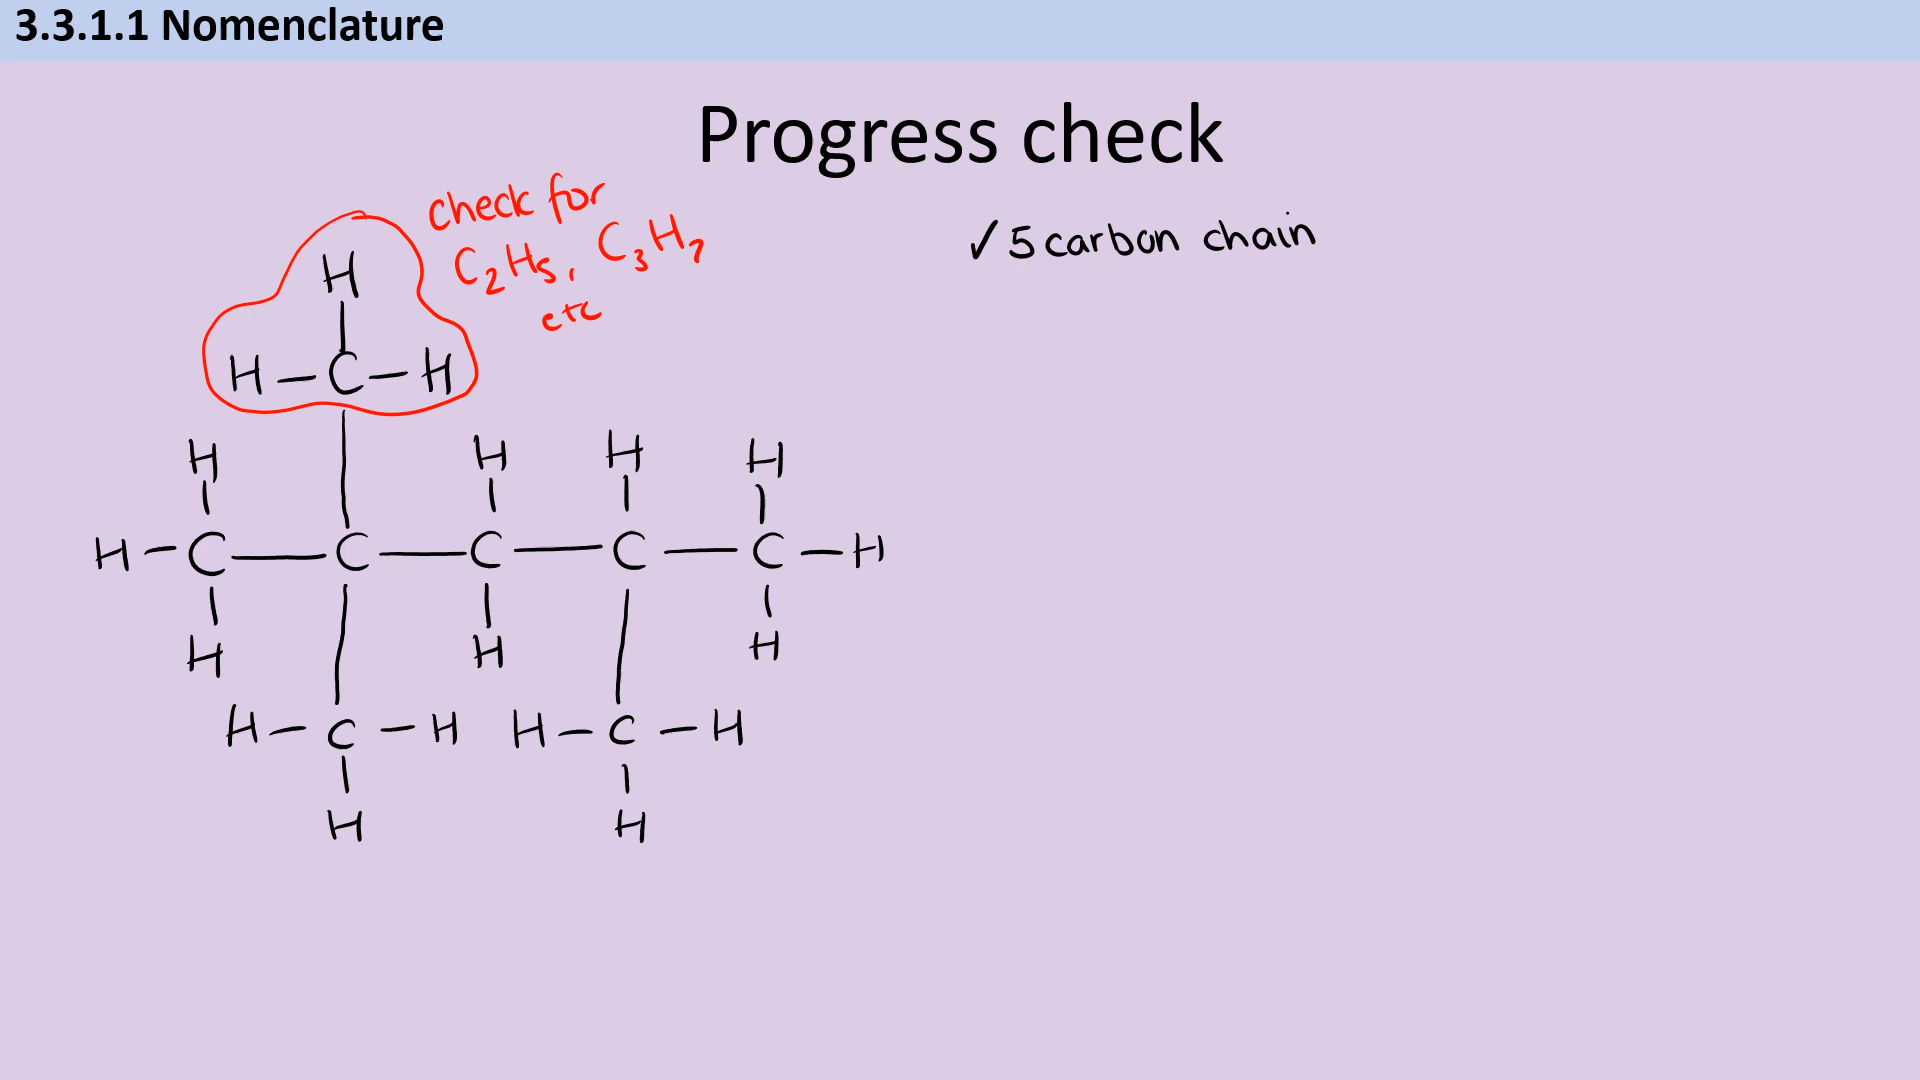 3.3.1.1 Nomenclature
Progress check
check for
C₂H₅, C₃H₇
etc
✓ 5 carbon chain
H
H – C – H
H H H H
H – C – C – C – C – C – H
H H H
H – C – H H – C – H
H H